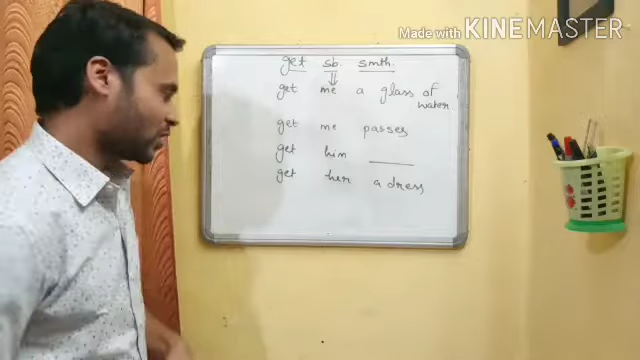 Made with KINEMASTER
get sb. smth.
get me a glass of
water
get me passes
get him ______
get her a dress